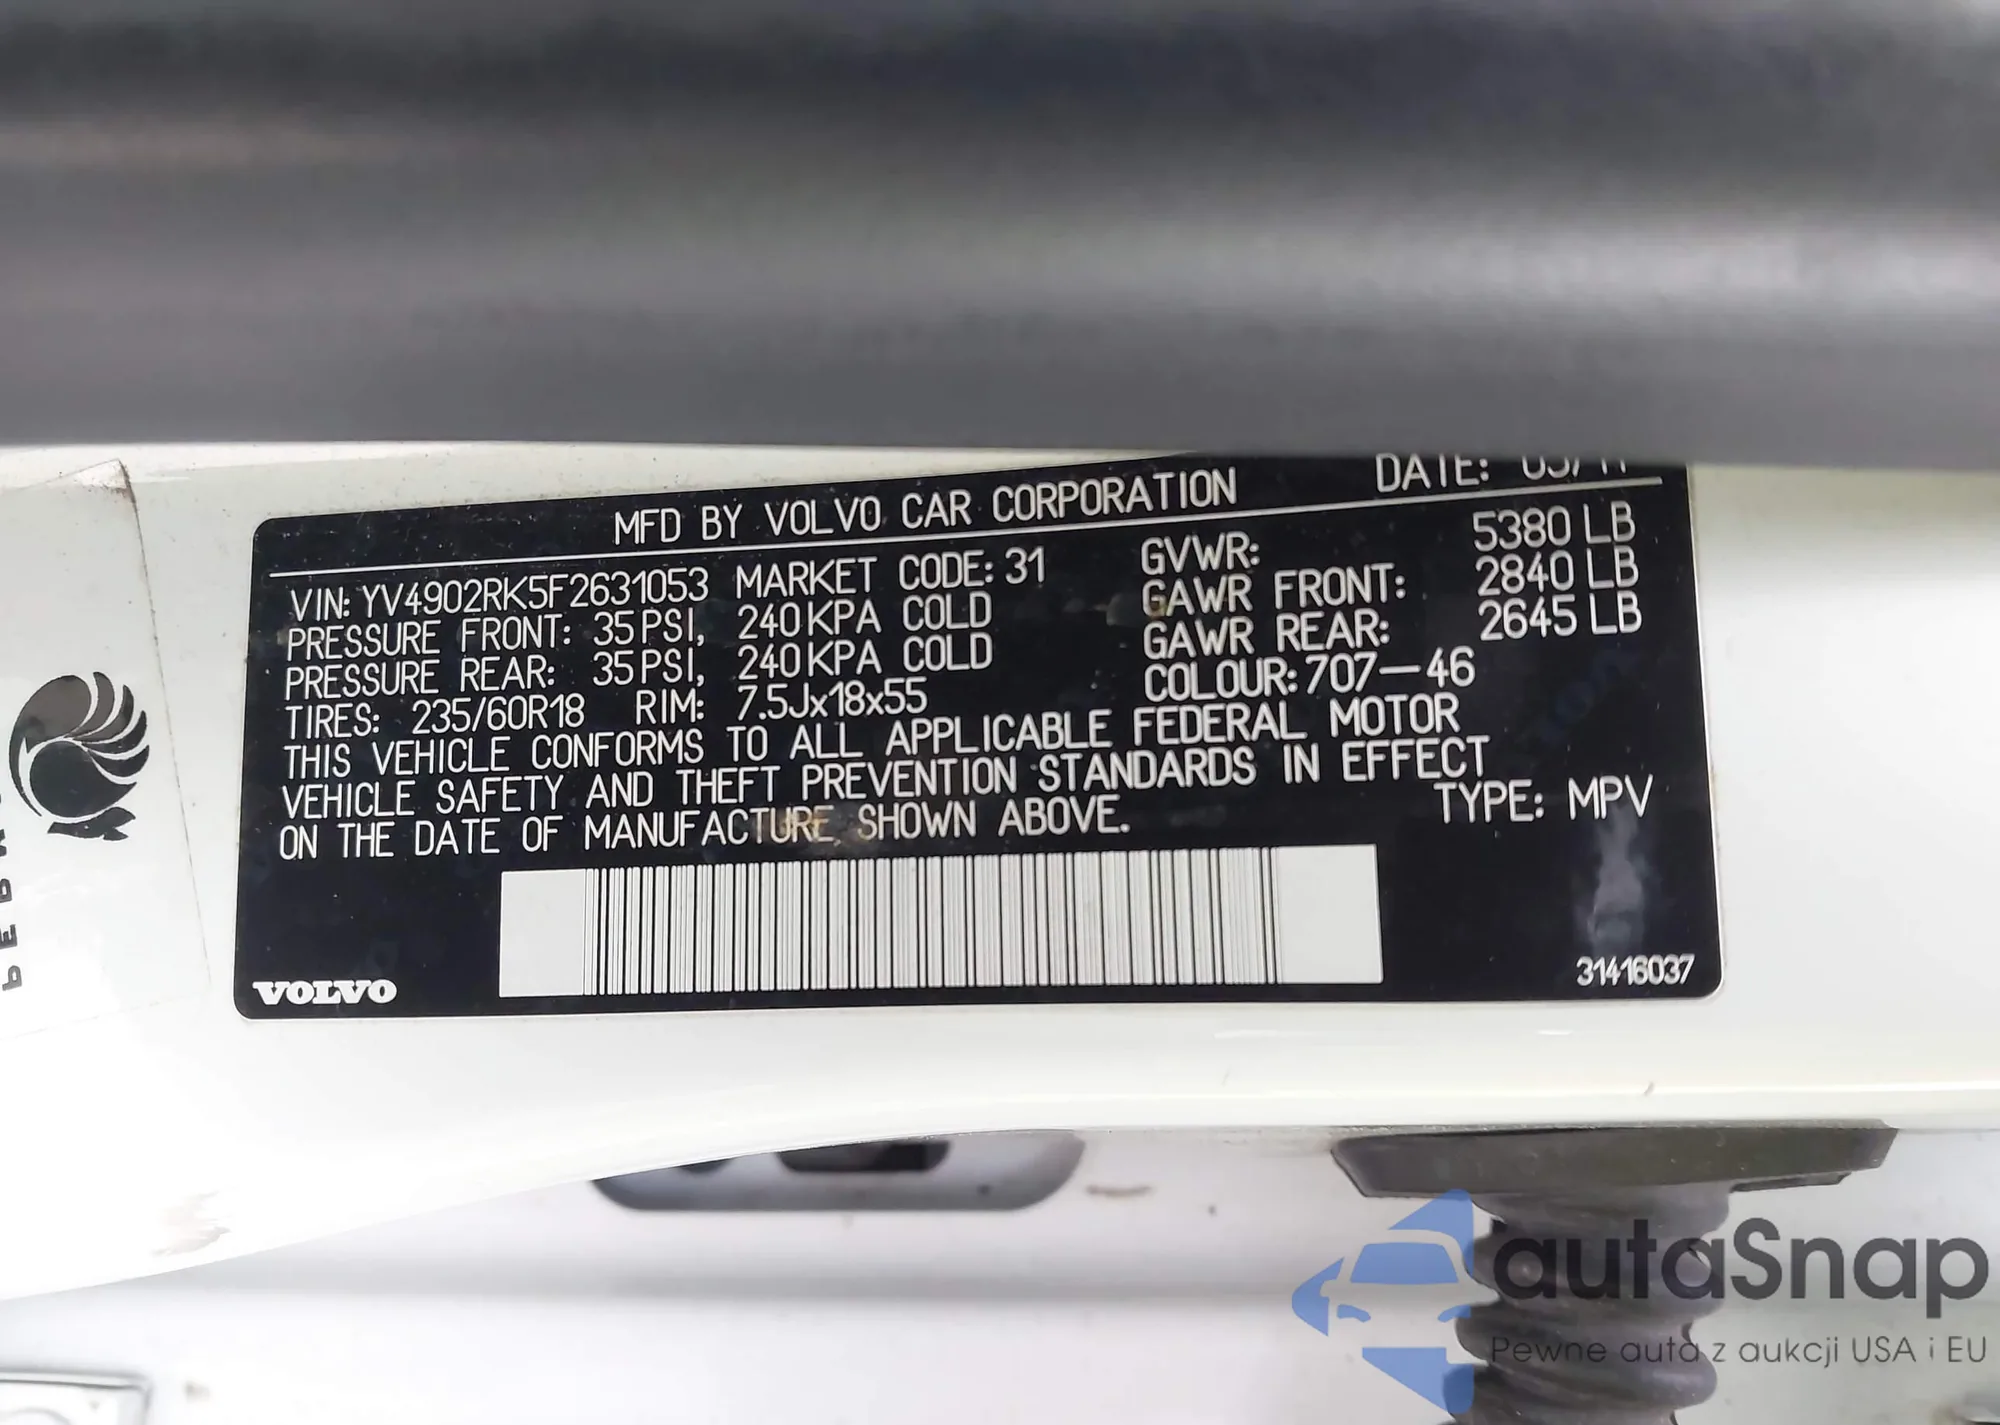 MFD BY VOLVO CAR CORPORATION DATE:
VIN: YV4902RK5F2631053 MARKET CODE: 31 GVWR: 5380 LB
PRESSURE FRONT: 35 PSI, 240 KPA COLD GAWR FRONT: 2840 LB
PRESSURE REAR: 35 PSI, 240 KPA COLD GAWR REAR: 2645 LB
TIRES: 235/60R18 RIM: 7.5Jx18x55 COLOUR: 707-46
THIS VEHICLE CONFORMS TO ALL APPLICABLE FEDERAL MOTOR
VEHICLE SAFETY AND THEFT PREVENTION STANDARDS IN EFFECT
ON THE DATE OF MANUFACTURE SHOWN ABOVE. TYPE: MPV
VOLVO 31416037
autaSnap
Pewne auta z aukcji USA i EU